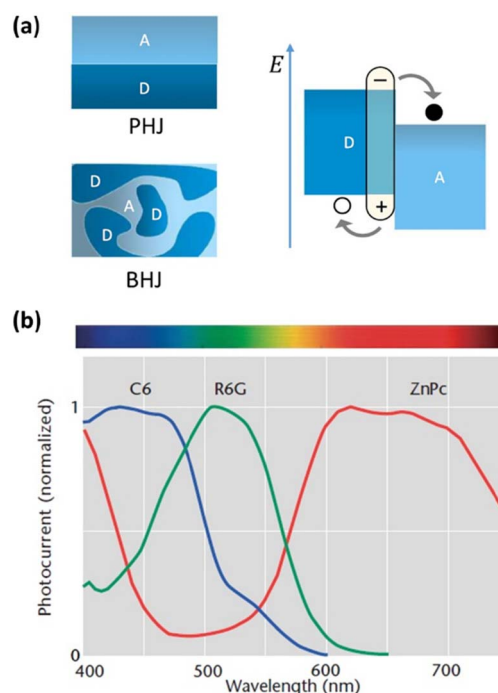 (a)
A
D
PHJ
D
A
D
D
BHJ
E
−
D
A
+
(b)
C6 R6G ZnPc
1
Photocurrent (normalized)
0
400 500 600 700
Wavelength (nm)